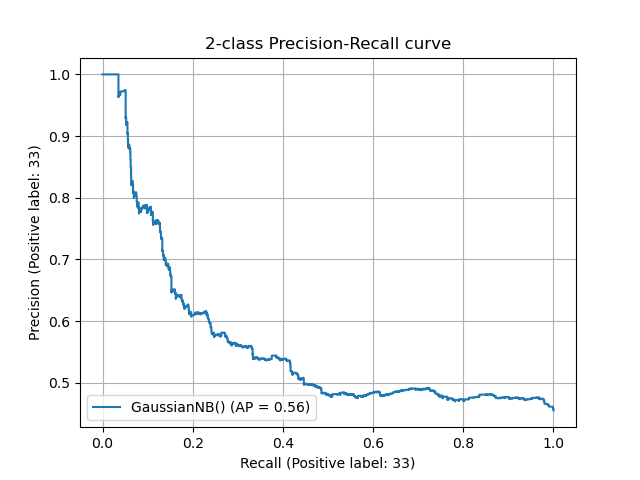 2-class Precision-Recall curve
1.0
0.9
0.8
0.7
0.6
0.5
Precision (Positive label: 33)
GaussianNB() (AP = 0.56)
0.0 0.2 0.4 0.6 0.8 1.0
Recall (Positive label: 33)